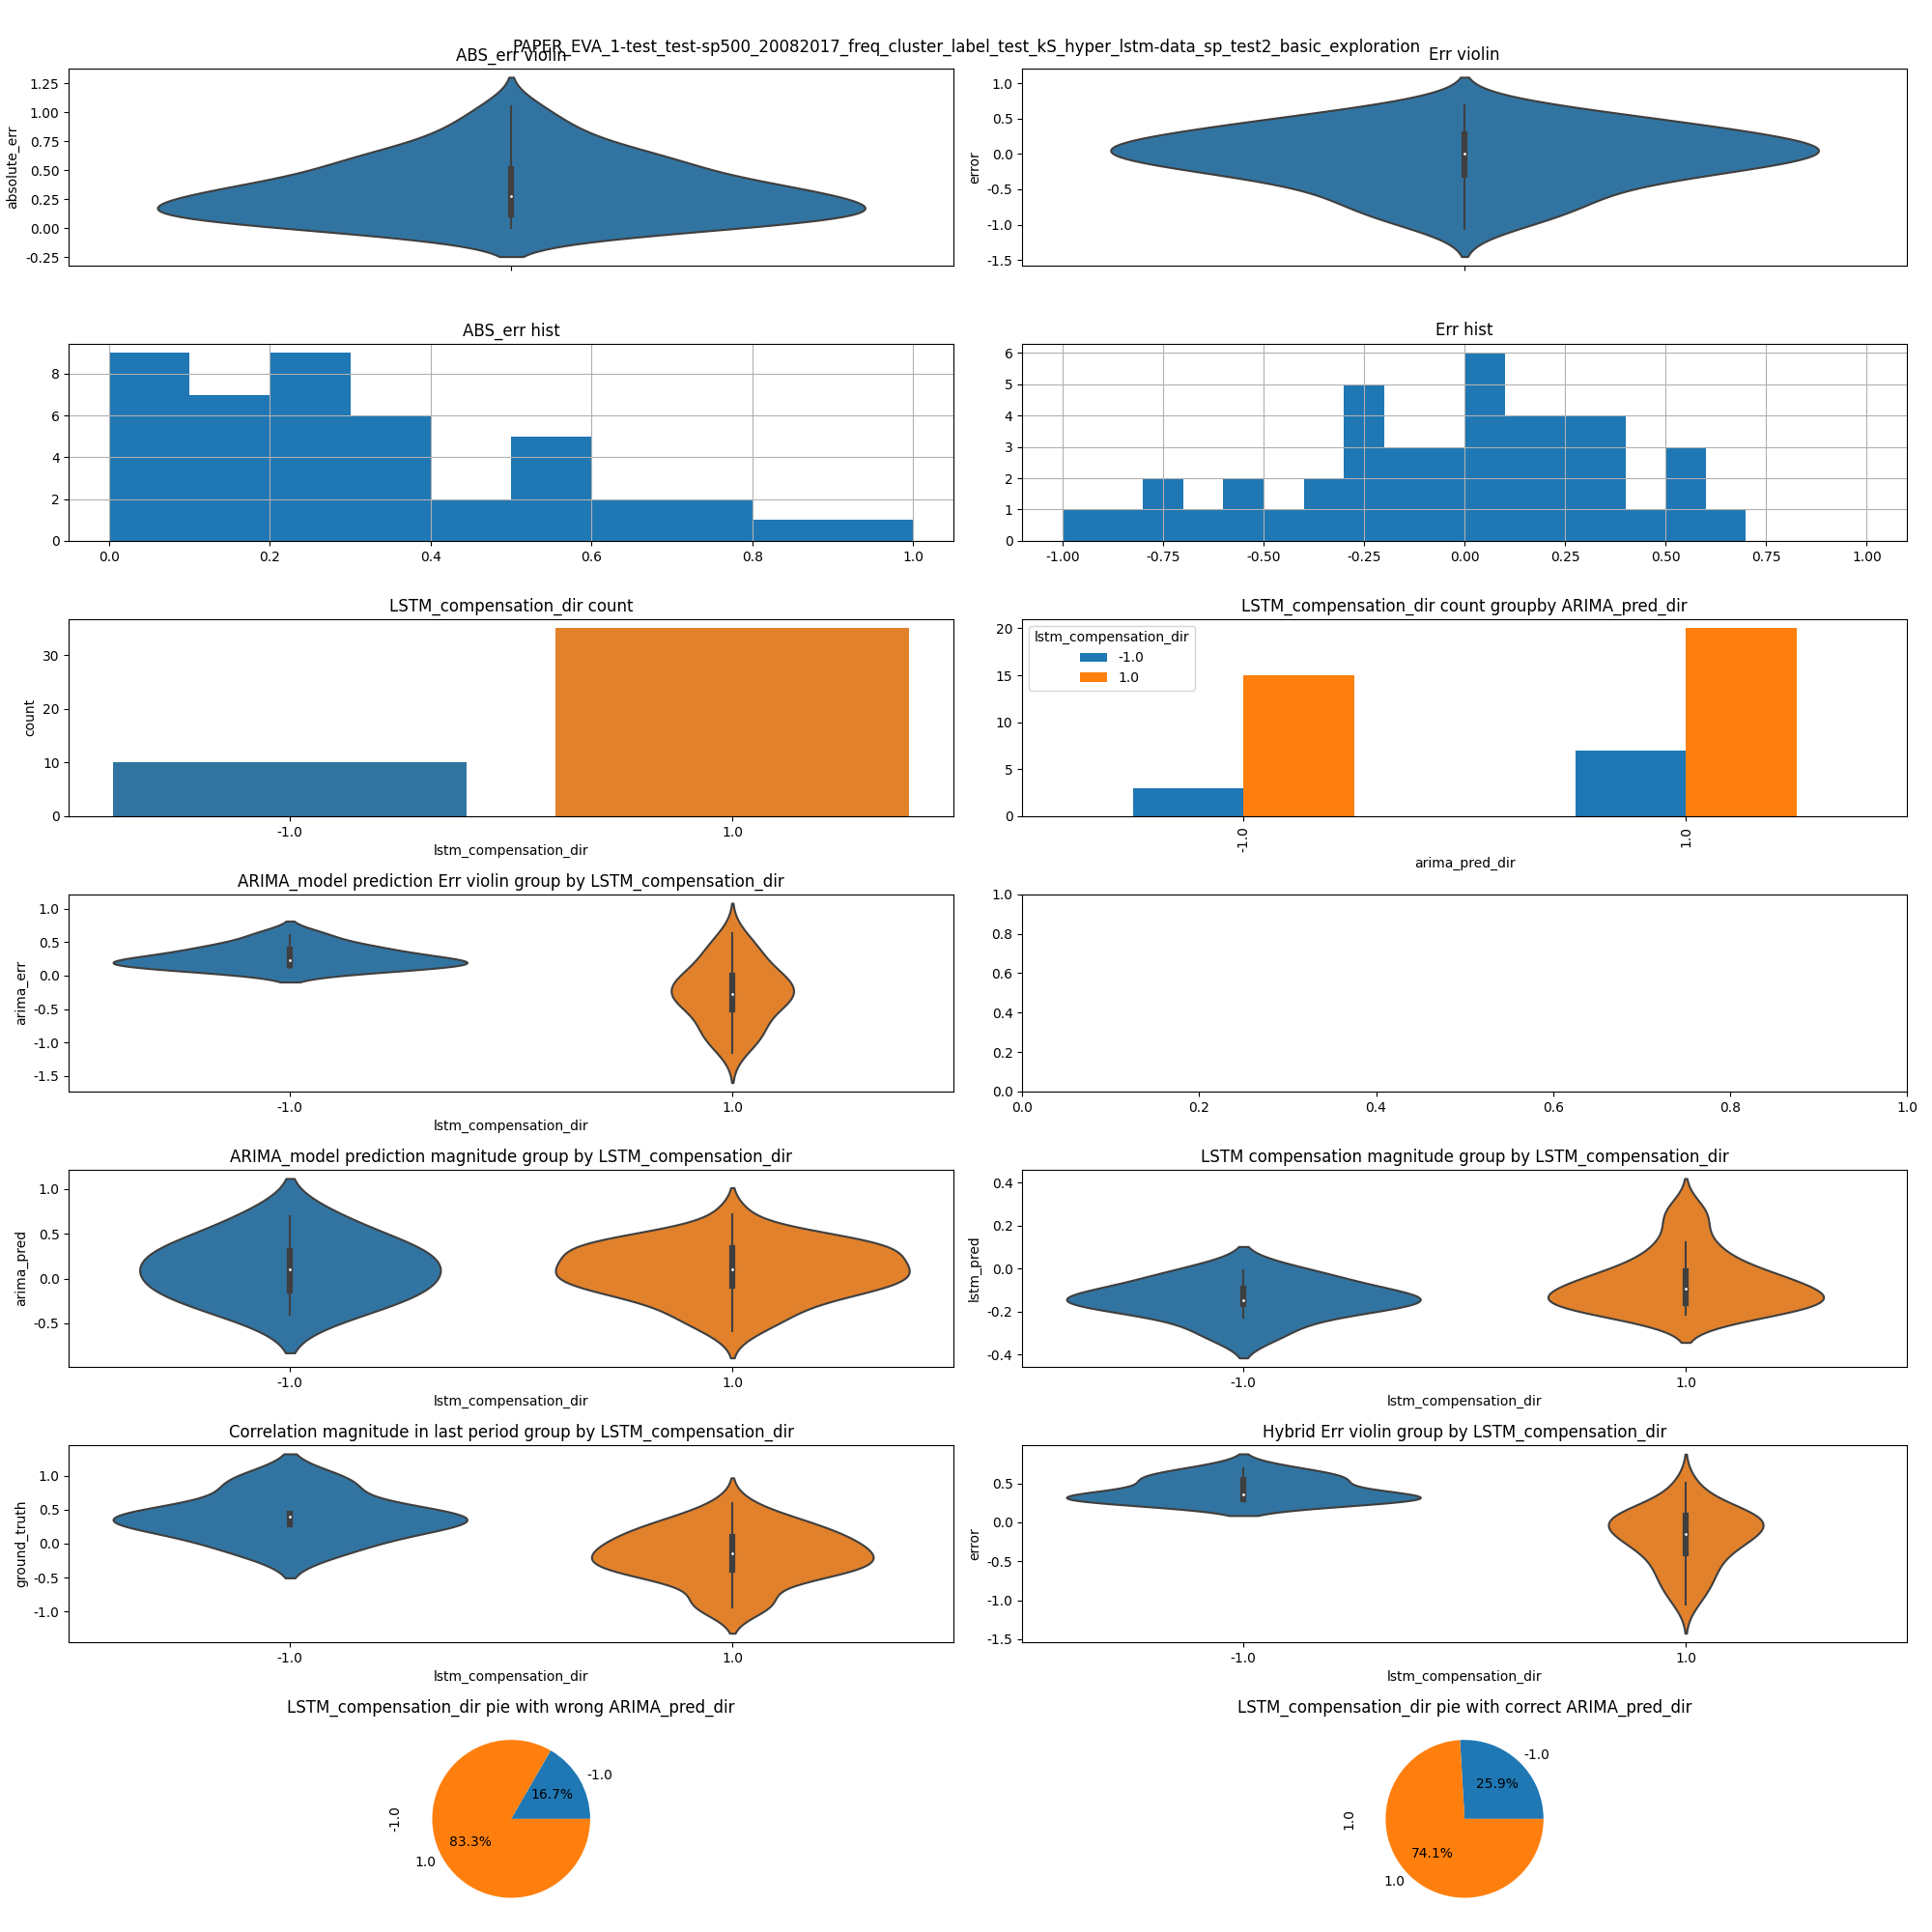 PAPER_EVA_1-test_test-sp500_20082017_freq_cluster_label_test_kS_hyper_lstm-data_sp_test2_basic_exploration
ABS_err violin
absolute_err
1.25
1.00
0.75
0.50
0.25
0.00
-0.25
Err violin
error
1.0
0.5
0.0
-0.5
-1.0
-1.5
ABS_err hist
8
6
4
2
0
0.0 0.2 0.4 0.6 0.8 1.0
Err hist
6
5
4
3
2
1
0
-1.00 -0.75 -0.50 -0.25 0.00 0.25 0.50 0.75 1.00
LSTM_compensation_dir count
count
30
20
10
0
-1.0 1.0
lstm_compensation_dir
LSTM_compensation_dir count groupby ARIMA_pred_dir
lstm_compensation_dir
-1.0
1.0
20
15
10
5
0
-1.0 1.0
arima_pred_dir
ARIMA_model prediction Err violin group by LSTM_compensation_dir
arima_err
1.0
0.5
0.0
-0.5
-1.0
-1.5
-1.0 1.0
lstm_compensation_dir
1.0
0.8
0.6
0.4
0.2
0.0
0.0 0.2 0.4 0.6 0.8 1.0
ARIMA_model prediction magnitude group by LSTM_compensation_dir
arima_pred
1.0
0.5
0.0
-0.5
-1.0 1.0
lstm_compensation_dir
LSTM compensation magnitude group by LSTM_compensation_dir
lstm_pred
0.4
0.2
0.0
-0.2
-0.4
-1.0 1.0
lstm_compensation_dir
Correlation magnitude in last period group by LSTM_compensation_dir
ground_truth
1.0
0.5
0.0
-0.5
-1.0
-1.0 1.0
lstm_compensation_dir
Hybrid Err violin group by LSTM_compensation_dir
error
0.5
0.0
-0.5
-1.0
-1.5
-1.0 1.0
lstm_compensation_dir
LSTM_compensation_dir pie with wrong ARIMA_pred_dir
-1.0
-1.0
16.7%
83.3%
1.0
LSTM_compensation_dir pie with correct ARIMA_pred_dir
1.0
-1.0
25.9%
74.1%
1.0